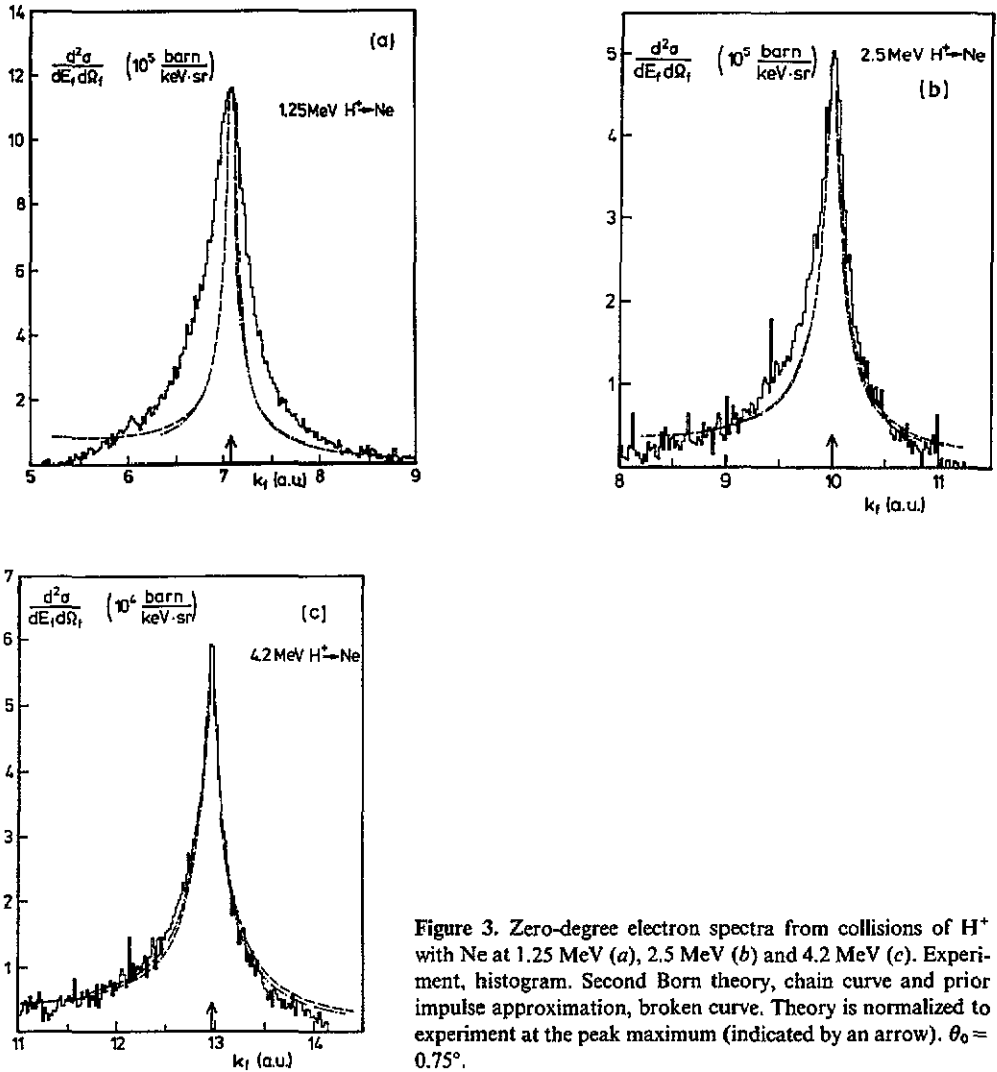 14
12
10
8
6
4
2
5
6
7
8
9
d²σ
dE_f dΩ_f
(10⁵ barn
keV·sr)
(a)
1.25MeV H⁺→Ne
k_f (a.u.)
5
4
3
2
1
8
9
10
11
d²σ
dE_f dΩ_f
(10⁵ barn
keV·sr)
2.5MeV H⁺→Ne
(b)
k_f (a.u.)
7
6
5
4
3
2
1
11
12
13
14
d²σ
dE_f dΩ_f
(10⁴ barn
keV·sr)
(c)
4.2MeV H⁺→Ne
k_f (a.u.)
Figure 3. Zero-degree electron spectra from collisions of H⁺
with Ne at 1.25 MeV (a), 2.5 MeV (b) and 4.2 MeV (c). Experi-
ment, histogram. Second Born theory, chain curve and prior
impulse approximation, broken curve. Theory is normalized to
experiment at the peak maximum (indicated by an arrow). θ₀ =
0.75°.